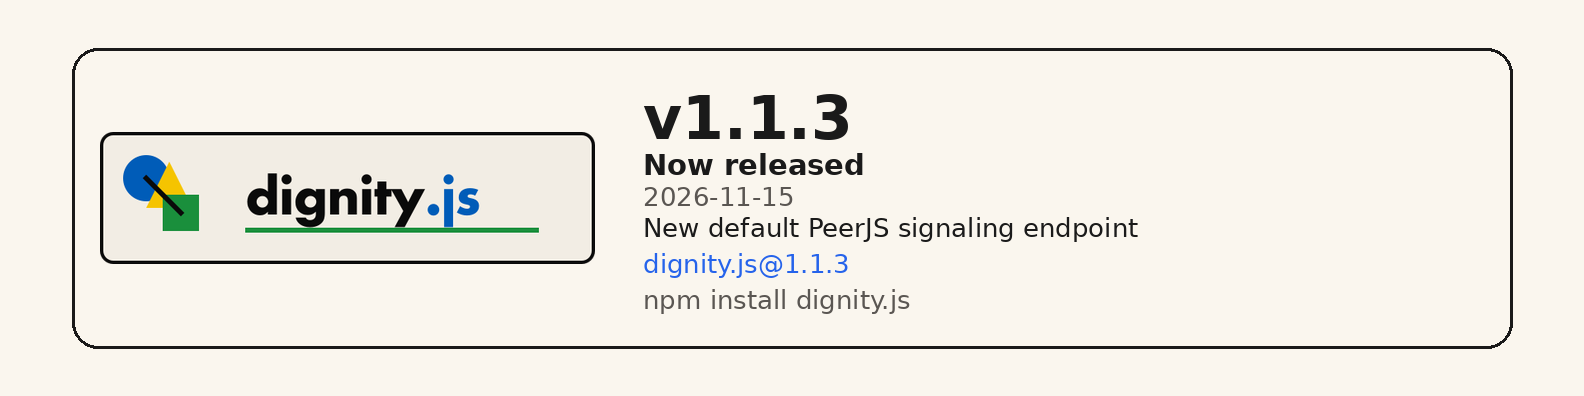 dignity.js
v1.1.3
Now released
2026-11-15
New default PeerJS signaling endpoint
dignity.js@1.1.3
npm install dignity.js